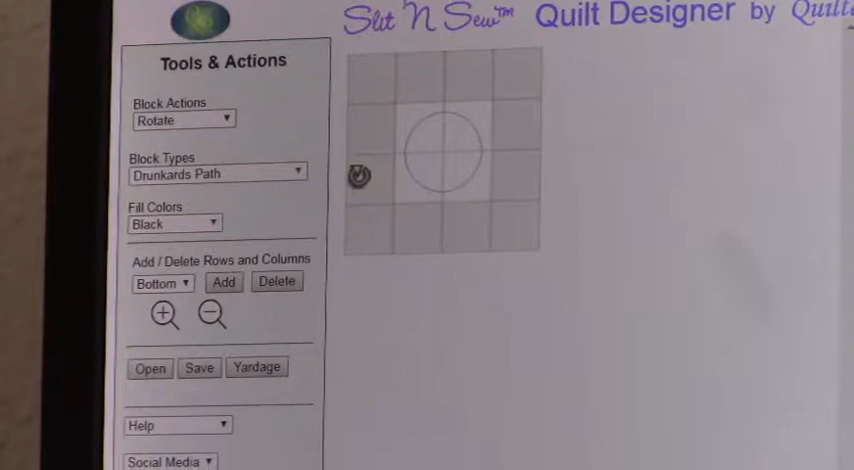 Slit 'N Sew™ Quilt Designer by
Tools & Actions
Block Actions
Rotate
Block Types
Drunkards Path
Fill Colors
Black
Add / Delete Rows and Columns
Bottom Add Delete
Open Save Yardage
Help
Social Media